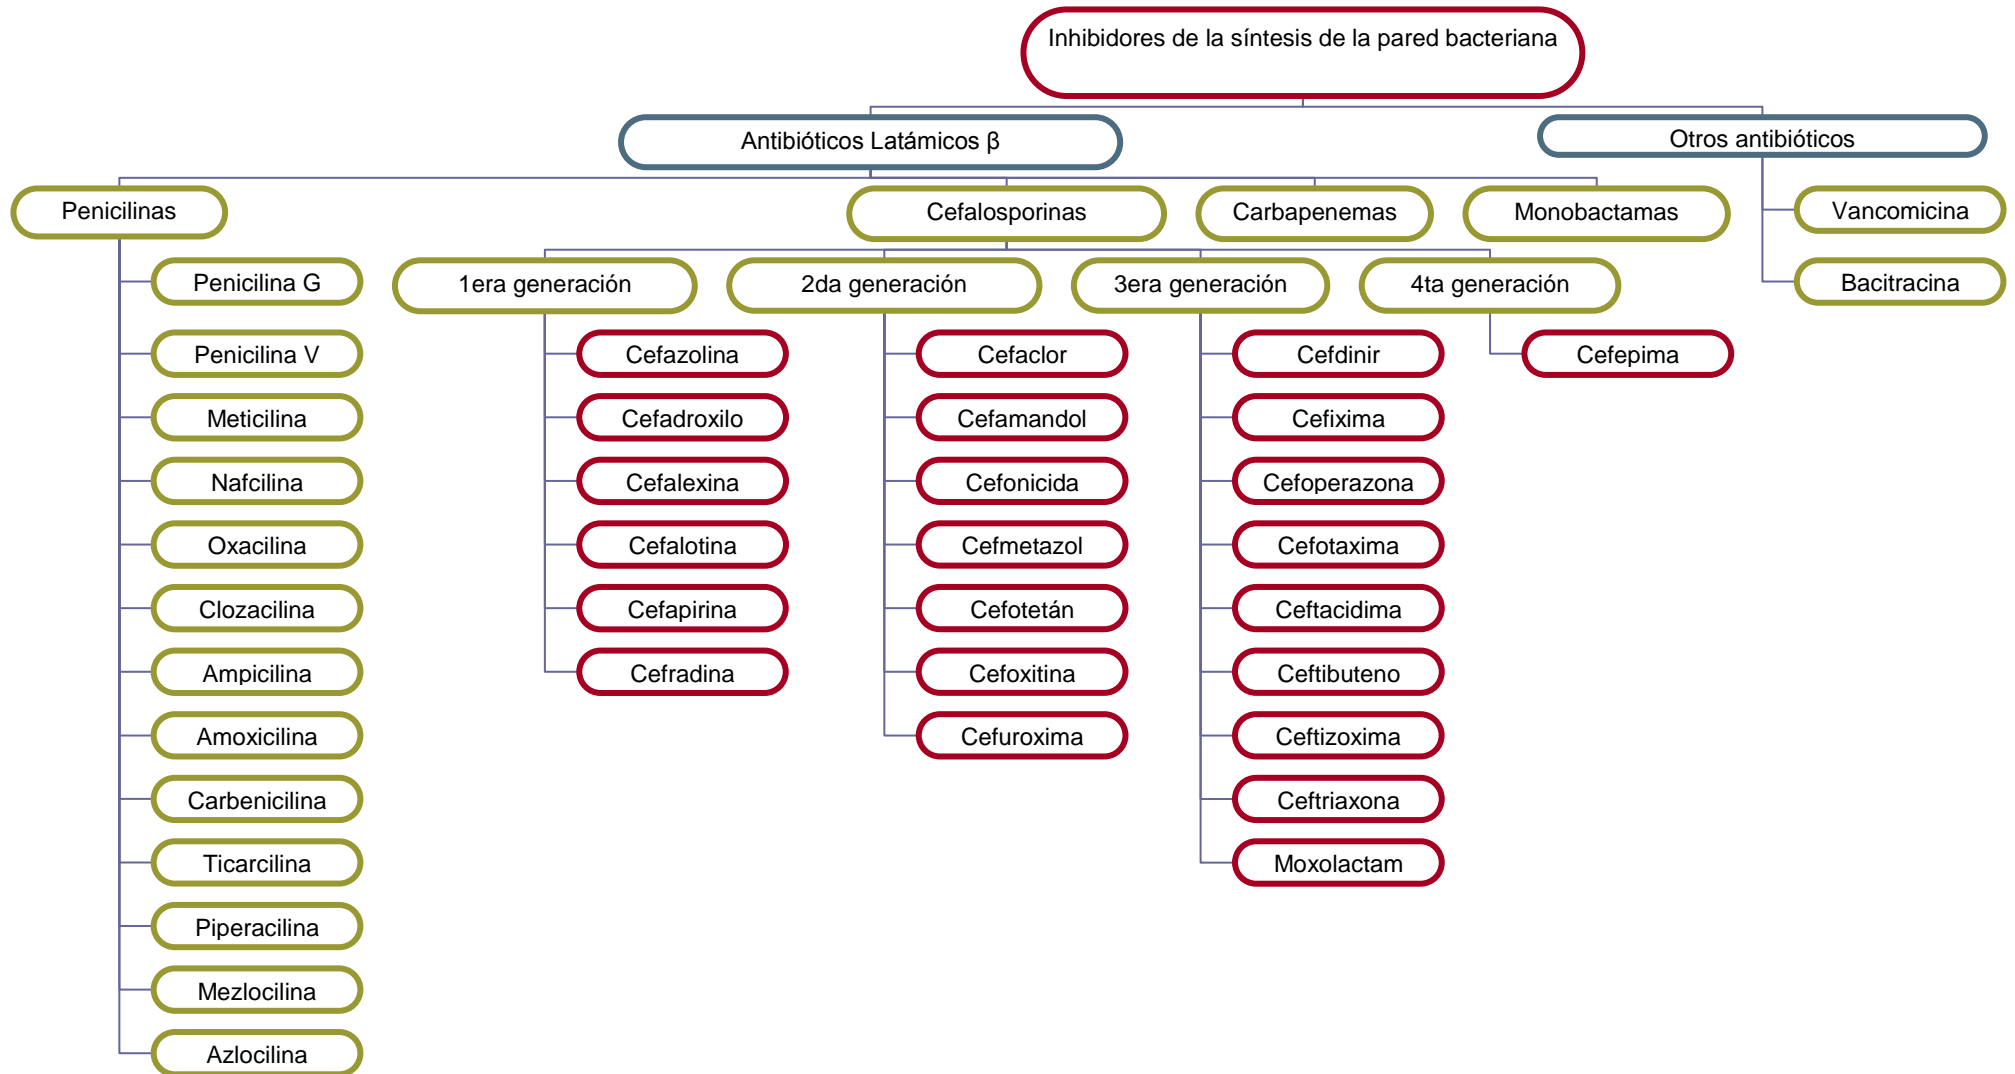 Inhibidores de la síntesis de la pared bacteriana
Antibióticos Latámicos β
Otros antibióticos
Penicilinas
Cefalosporinas
Carbapenemas
Monobactamas
Vancomicina
Bacitracina
Penicilina G
Penicilina V
Meticilina
Nafcilina
Oxacilina
Clozacilina
Ampicilina
Amoxicilina
Carbenicilina
Ticarcilina
Piperacilina
Mezlocilina
Azlocilina
1era generación
Cefazolina
Cefadroxilo
Cefalexina
Cefalotina
Cefapirina
Cefradina
2da generación
Cefaclor
Cefamandol
Cefonicida
Cefmetazol
Cefotetán
Cefoxitina
Cefuroxima
3era generación
Cefdinir
Cefixima
Cefoperazona
Cefotaxima
Ceftacidima
Ceftibuteno
Ceftizoxima
Ceftriaxona
Moxolactam
4ta generación
Cefepima